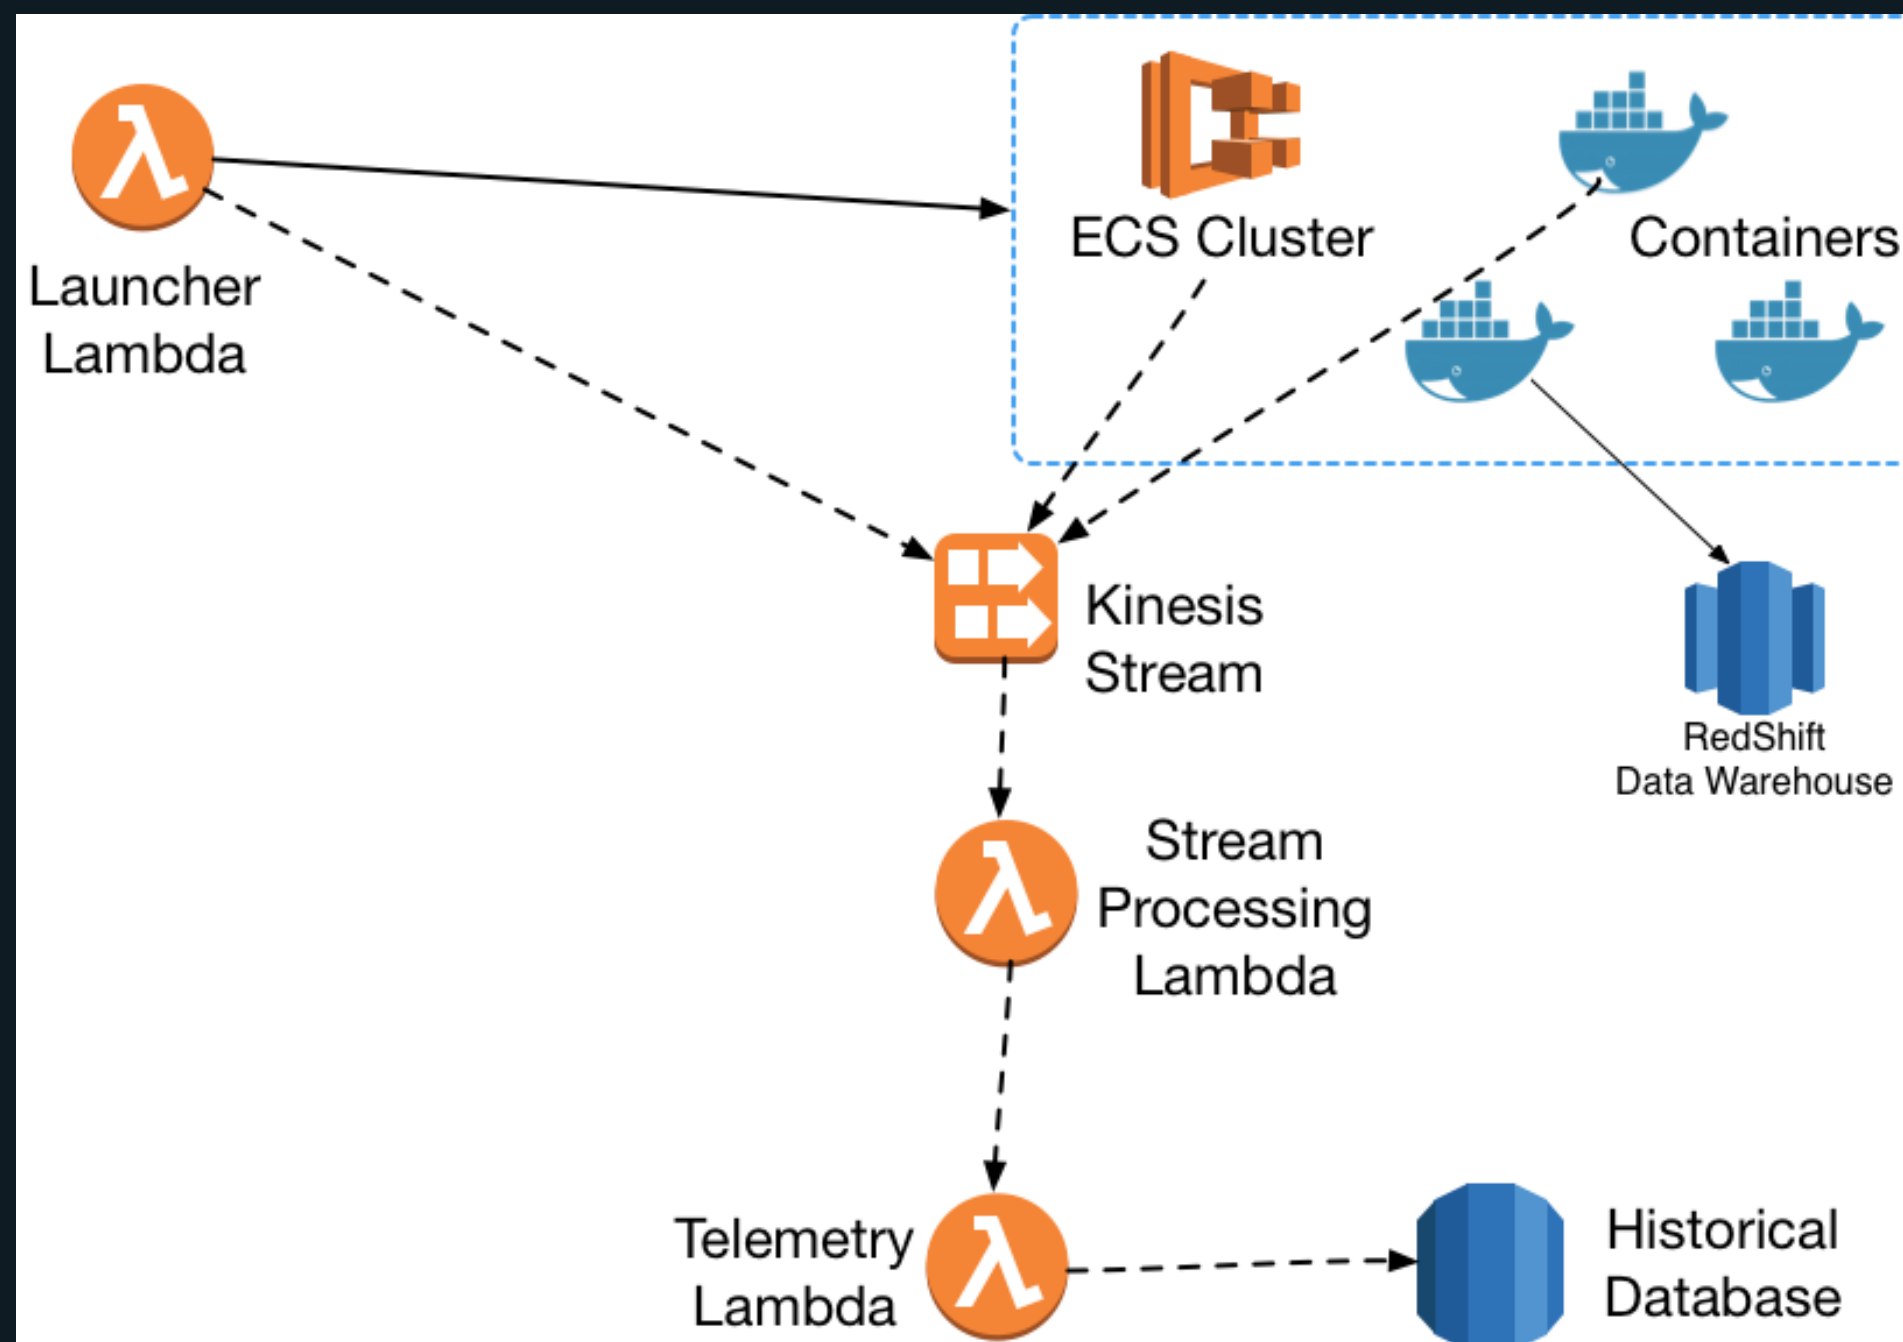 ECS Cluster
Containers
Launcher
Lambda
Kinesis
Stream
RedShift
Data Warehouse
Stream
Processing
Lambda
Telemetry
Lambda
Historical
Database